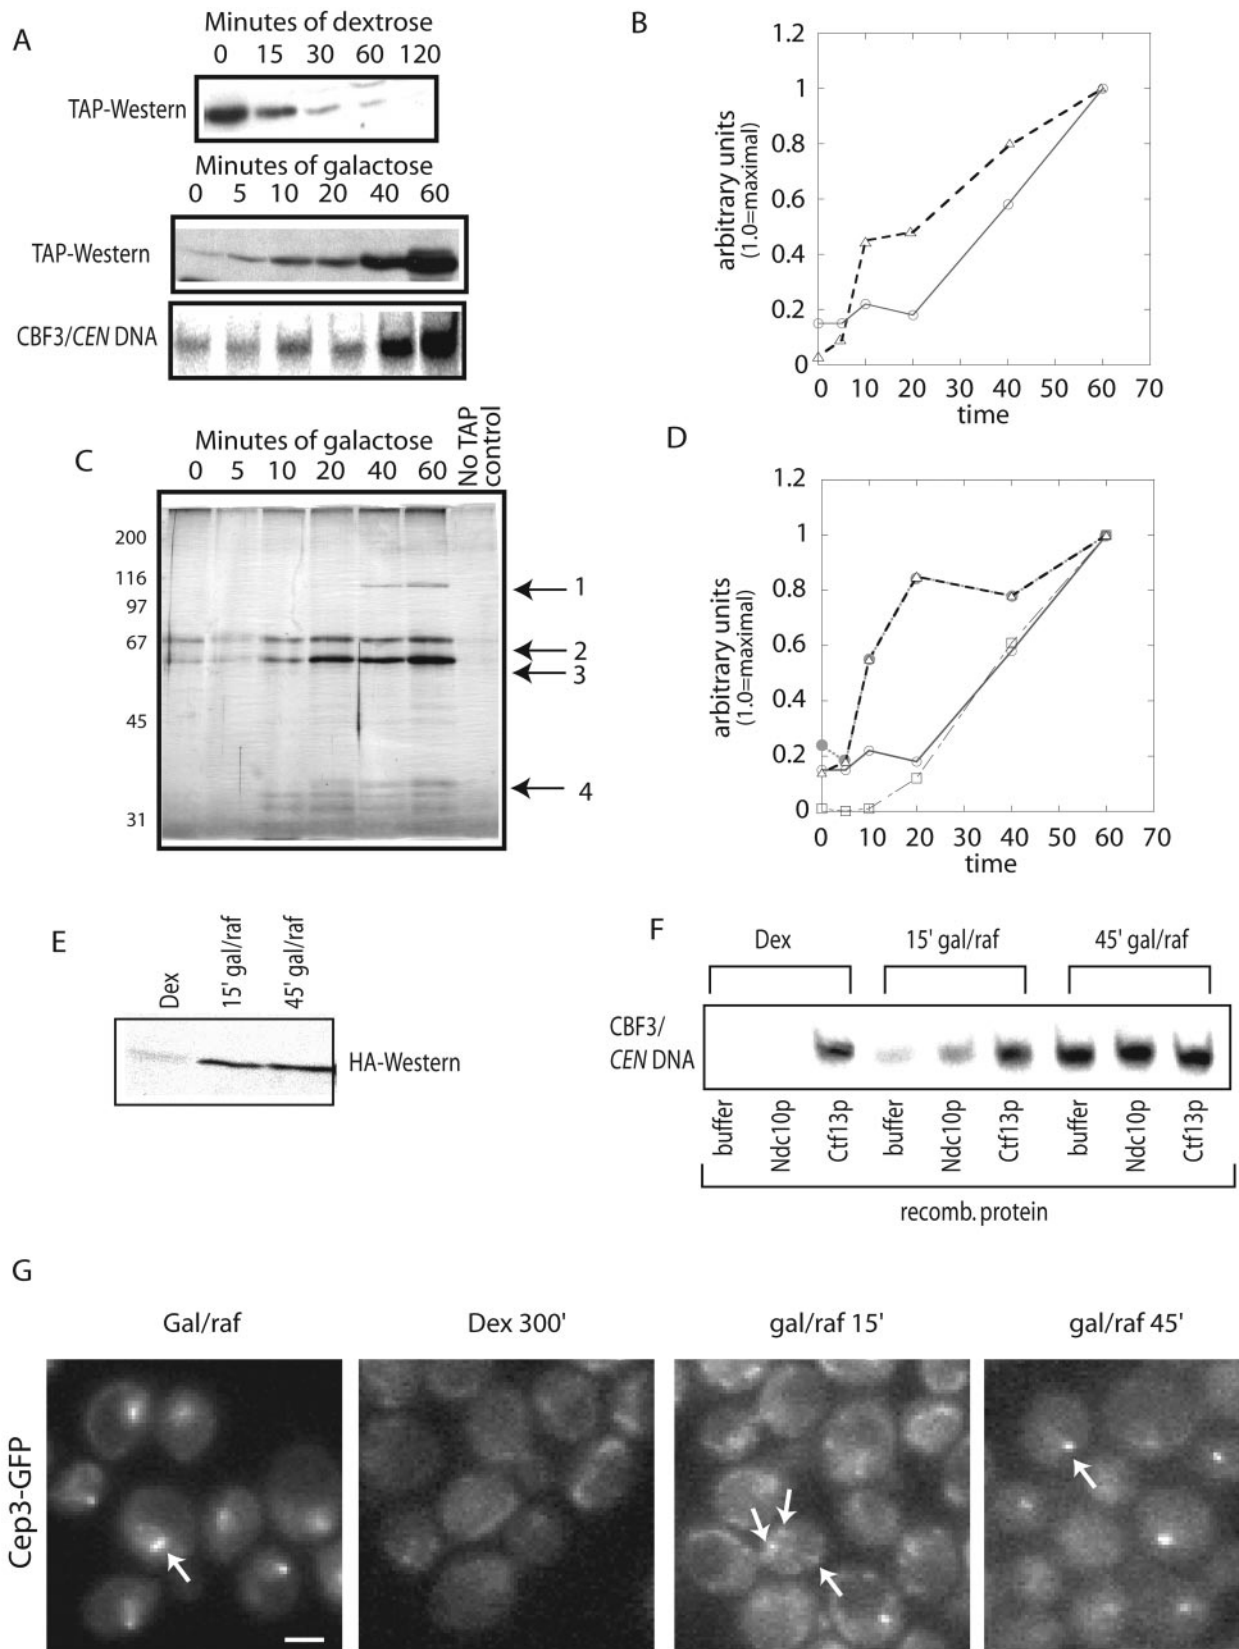 A
Minutes of dextrose
0 15 30 60 120
TAP-Western
Minutes of galactose
0 5 10 20 40 60
TAP-Western
CBF3/CEN DNA
B
1.2
1
0.8
0.6
0.4
0.2
0
arbitrary units
(1.0=maximal)
0 10 20 30 40 50 60 70
time
C
Minutes of galactose
0 5 10 20 40 60
No TAP
control
200
116
97
67
45
31
1
2
3
4
D
1.2
1
0.8
0.6
0.4
0.2
0
arbitrary units
(1.0=maximal)
0 10 20 30 40 50 60 70
time
E
Dex
15' gal/raf
45' gal/raf
HA-Western
F
Dex
15' gal/raf
45' gal/raf
CBF3/
CEN DNA
buffer
Ndc10p
Ctf13p
buffer
Ndc10p
Ctf13p
buffer
Ndc10p
Ctf13p
recomb. protein
G
Gal/raf
Dex 300'
gal/raf 15'
gal/raf 45'
Cep3-GFP